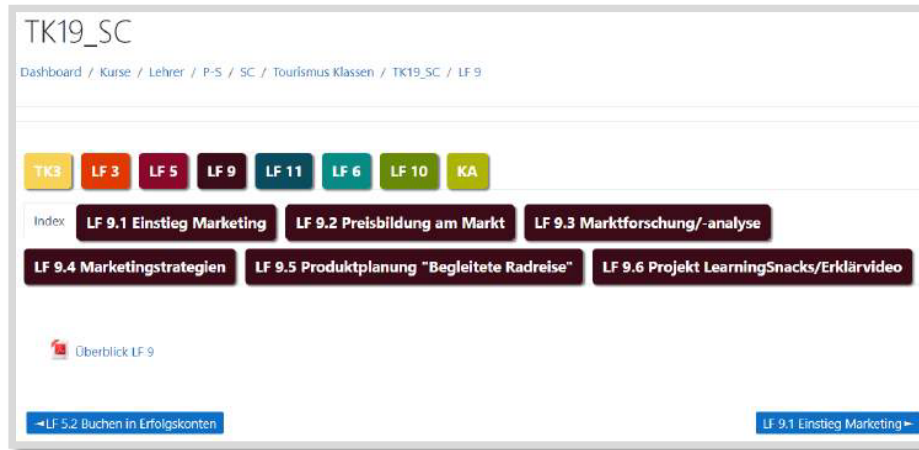 TK19_SC
Dashboard / Kurse / Lehrer / P-S / SC / Tourismus Klassen / TK19_SC / LF 9
TK3 LF 3 LF 5 LF 9 LF 11 LF 6 LF 10 KA
Index LF 9.1 Einstieg Marketing LF 9.2 Preisbildung am Markt LF 9.3 Marktforschung/-analyse
LF 9.4 Marketingstrategien LF 9.5 Produktplanung "Begleitete Radreise" LF 9.6 Projekt LearningSnacks/Erklärvideo
Überblick LF 9
◄LF 5.2 Buchen in Erfolgskonten LF 9.1 Einstieg Marketing►